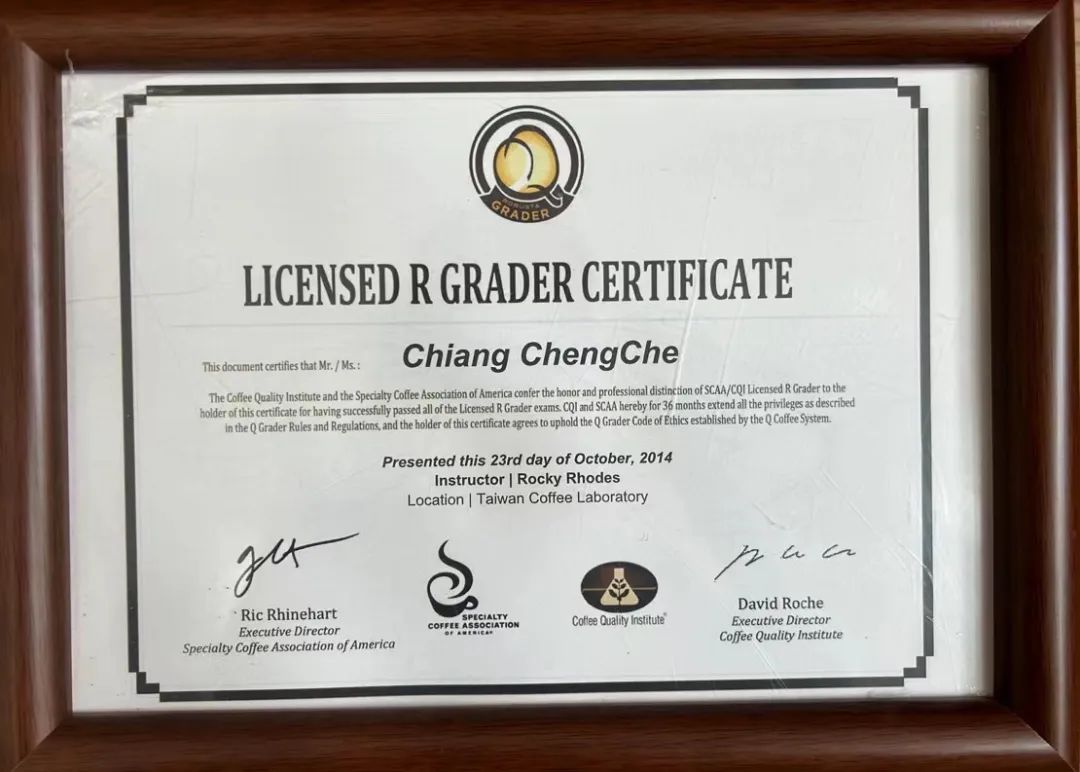 ROBUSTA
GRADER
LICENSED R GRADER CERTIFICATE
This document certifies that Mr. / Ms. : Chiang ChengChe
The Coffee Quality Institute and the Specialty Coffee Association of America confer the honor and professional distinction of SCAA/CQI Licensed R Grader to the
holder of this certificate for having successfully passed all of the Licensed R Grader exams. CQI and SCAA hereby for 36 months extend all the privileges as described
in the Q Grader Rules and Regulations, and the holder of this certificate agrees to uphold the Q Grader Code of Ethics established by the Q Coffee System.
Presented this 23rd day of October, 2014
Instructor | Rocky Rhodes
Location | Taiwan Coffee Laboratory
Ric Rhinehart
Executive Director
Specialty Coffee Association of America
SPECIALTY
COFFEE ASSOCIATION
OF AMERICA®
Coffee Quality Institute®
David Roche
Executive Director
Coffee Quality Institute